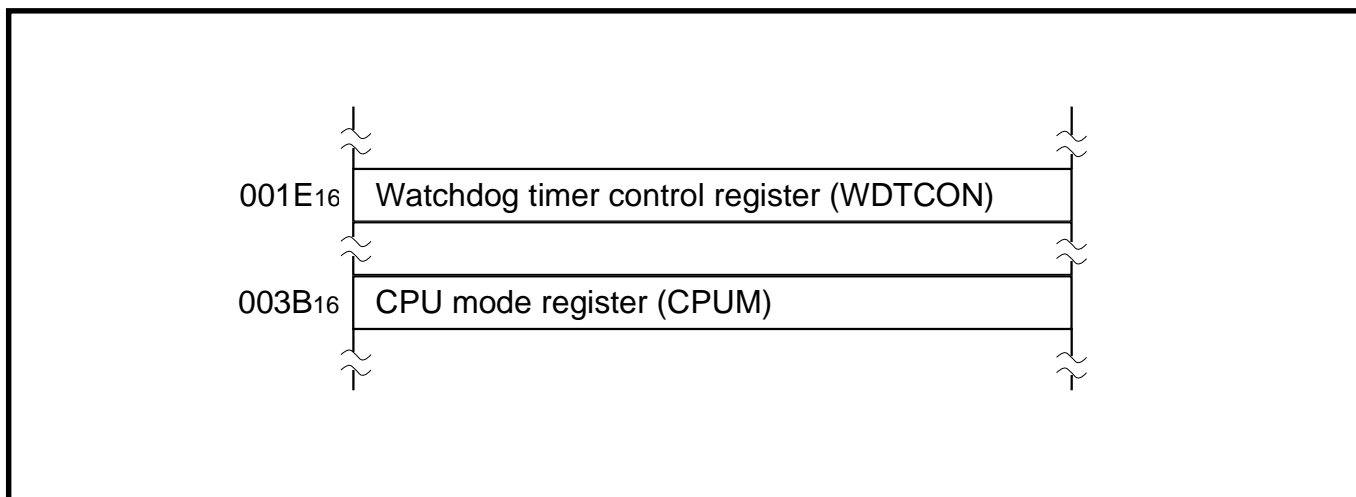 001E16 Watchdog timer control register (WDTCON)
003B16 CPU mode register (CPUM)